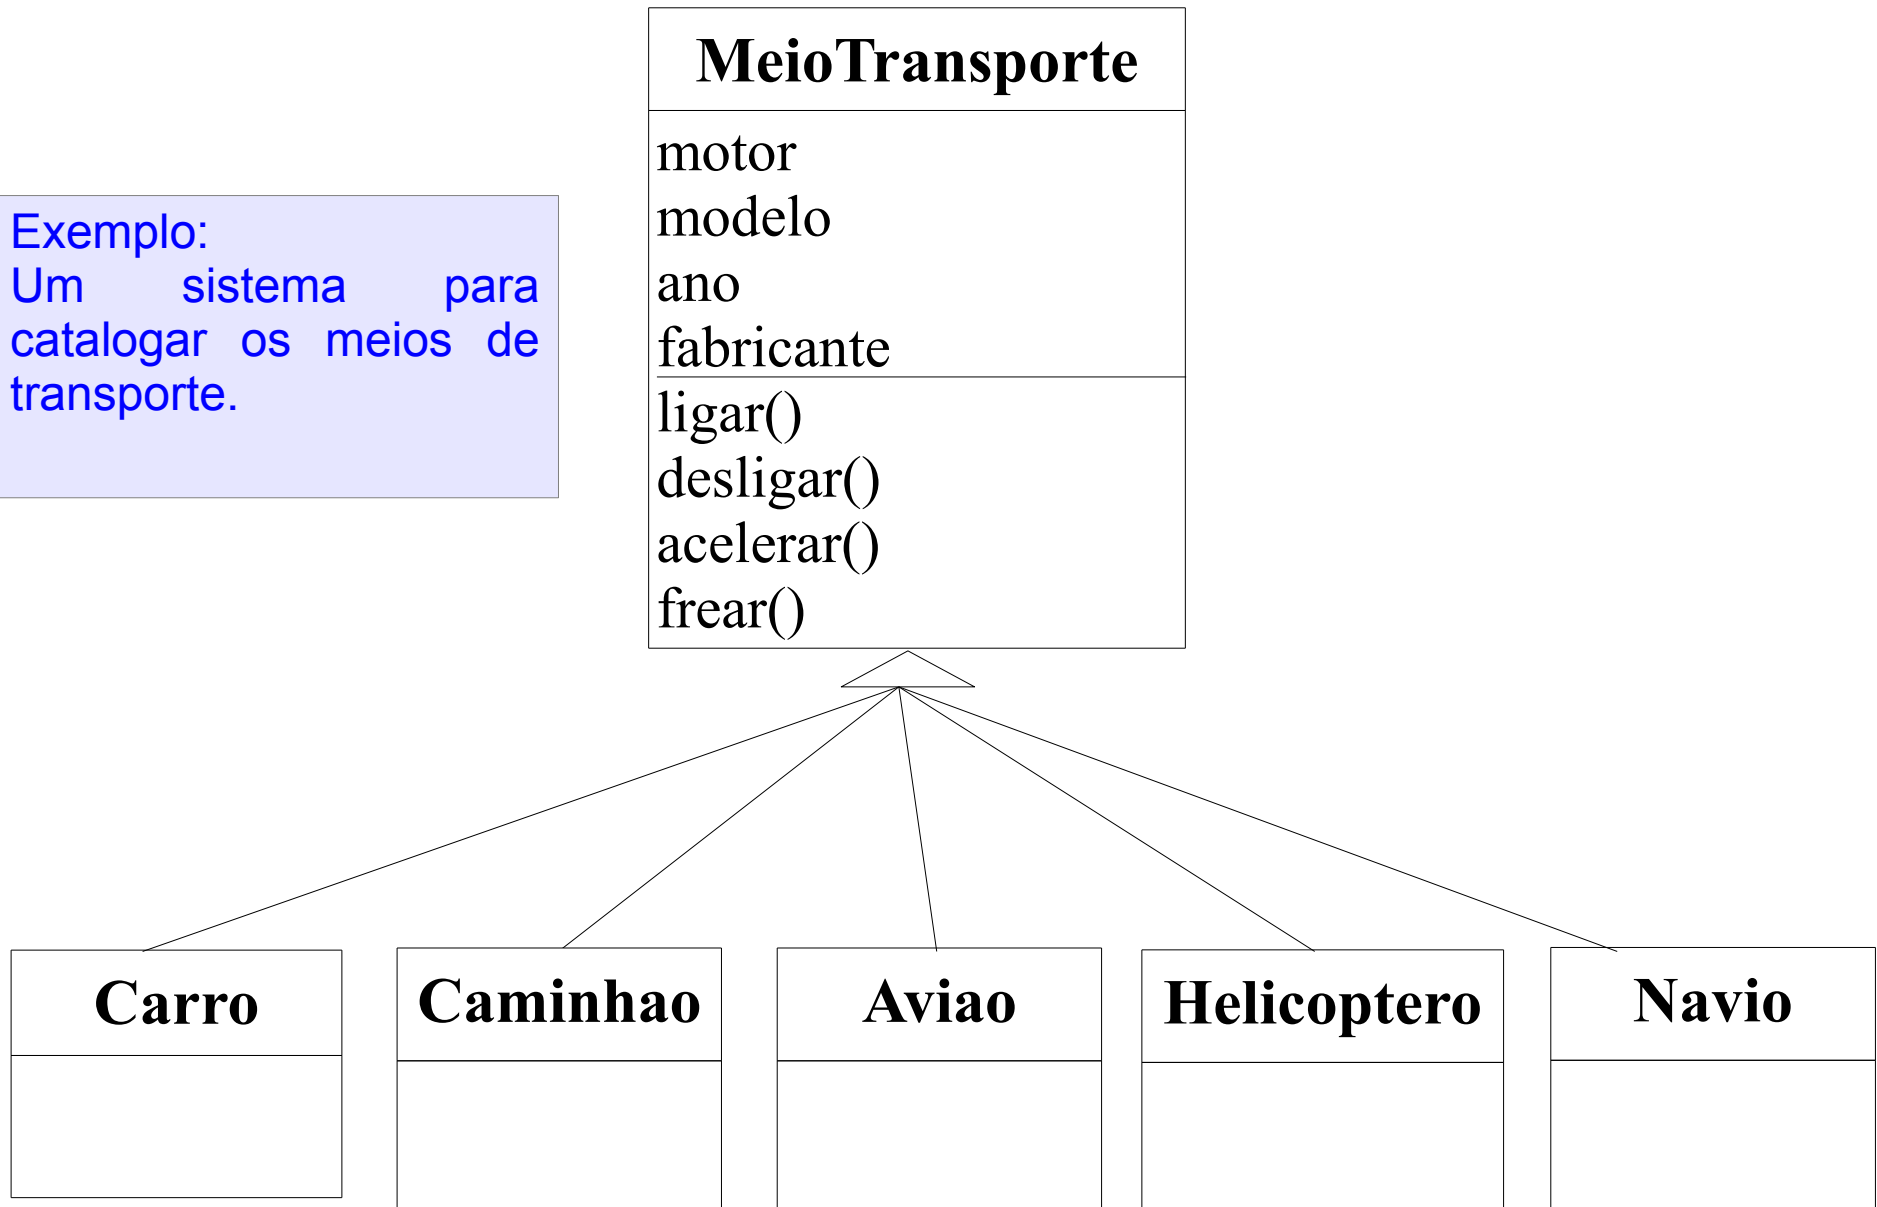 MeioTransporte
motor
modelo
ano
fabricante
ligar()
desligar()
acelerar()
frear()
Exemplo:
Um sistema para
catalogar os meios de
transporte.
Carro
Caminhao
Aviao
Helicoptero
Navio